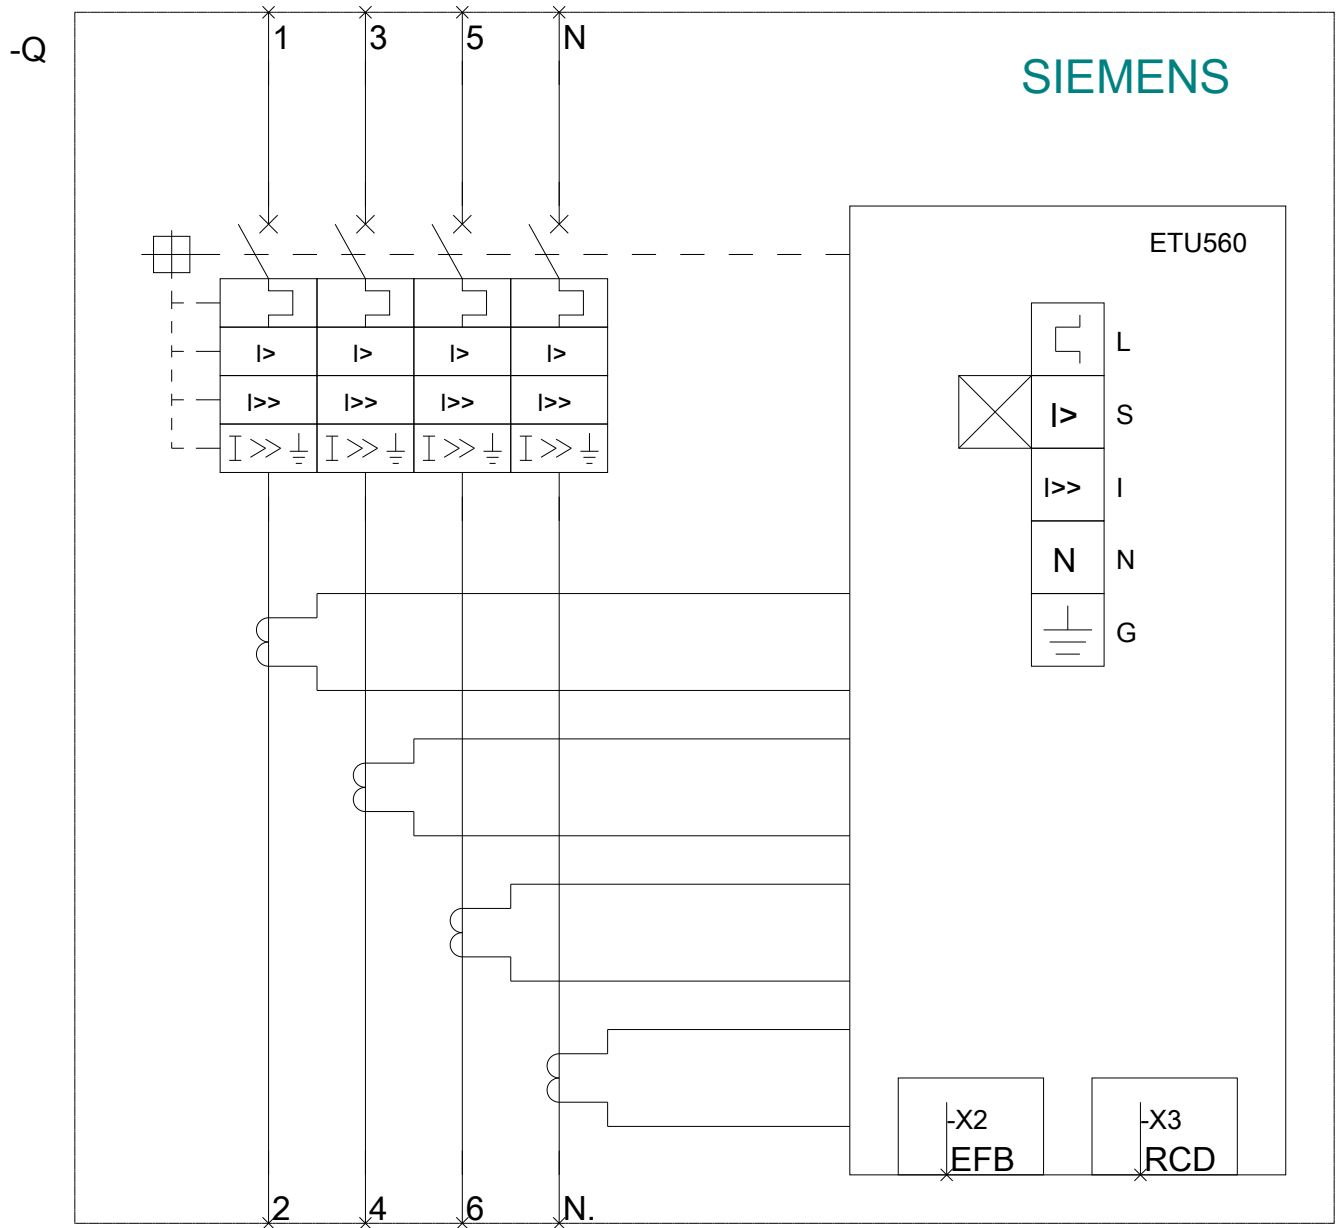 1 3 5 N
-Q
SIEMENS
ETU560
L
I> I> I> I>
I>> I>> I>> I>>
I>> I>> I>> I>>
I> S
I>> I
N N
G
-X2 -X3
EFB RCD
2 4 6 N.